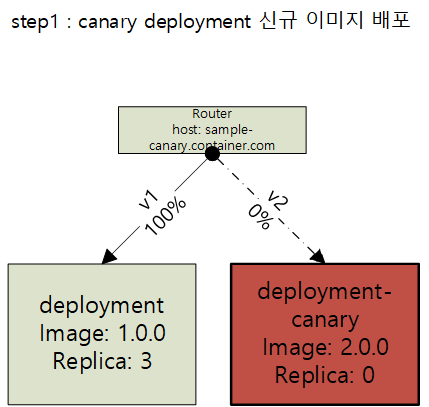 step1 : canary deployment 신규 이미지 배포
Router
host: sample-
canary.container.com
v1
100%
v2
0%
deployment
Image: 1.0.0
Replica: 3
deployment-
canary
Image: 2.0.0
Replica: 0